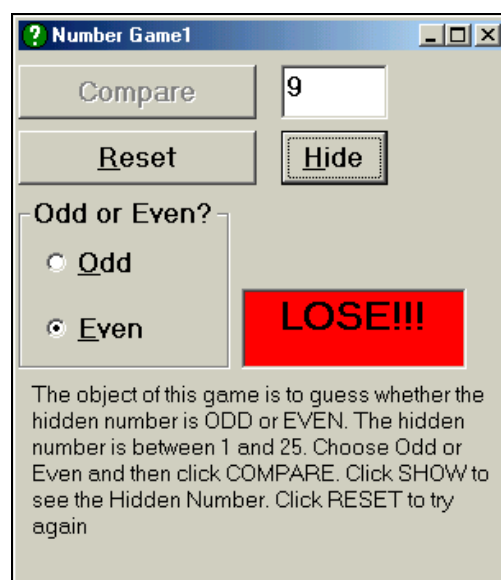 Number Game1
Compare
9
Reset
Hide
Odd or Even?
Odd
Even
LOSE!!!
The object of this game is to guess whether the
hidden number is ODD or EVEN. The hidden
number is between 1 and 25. Choose Odd or
Even and then click COMPARE. Click SHOW to
see the Hidden Number. Click RESET to try
again